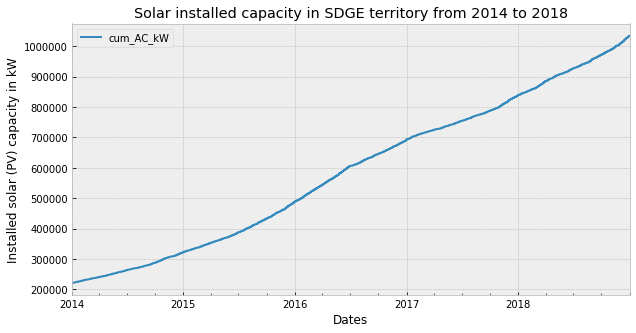 Solar installed capacity in SDGE territory from 2014 to 2018
cum_AC_kW
Installed solar (PV) capacity in kW
1000000
900000
800000
700000
600000
500000
400000
300000
200000
2014 2015 2016 2017 2018
Dates